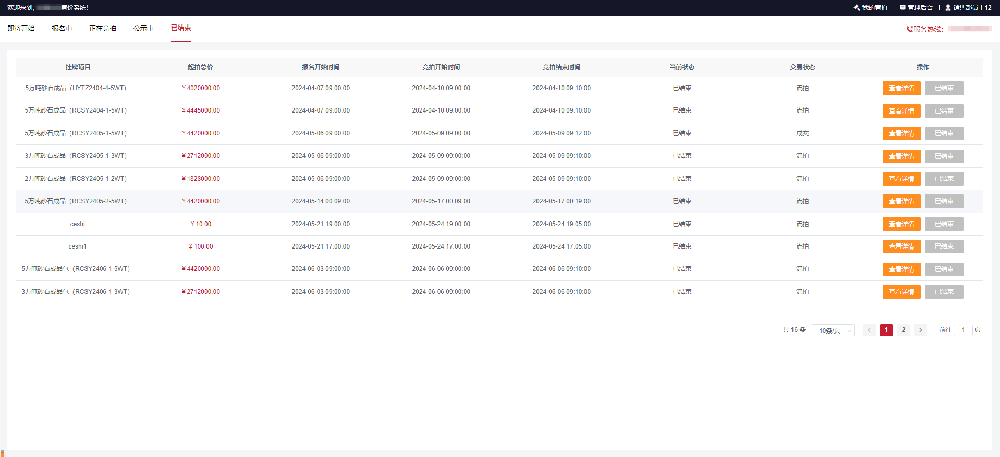 欢迎来到, 竞价系统!
我的竞拍 | 管理后台 | 销售部员工12
即将开始 报名中 正在竞拍 公示中 已结束
服务热线:
挂牌项目 起拍总价 报名开始时间 竞拍开始时间 竞拍结束时间 当前状态 交易状态 操作
5万吨砂石成品（HYTZ2404-4-5WT） ¥ 4020000.00 2024-04-07 09:00:00 2024-04-10 09:00:00 2024-04-10 09:10:00 已结束 流拍 查看详情 已结束
5万吨砂石成品（RCSY2404-1-5WT） ¥ 4445000.00 2024-04-07 09:00:00 2024-04-10 09:00:00 2024-04-10 09:10:00 已结束 流拍 查看详情 已结束
5万吨砂石成品（RCSY2405-1-5WT） ¥ 4420000.00 2024-05-06 09:00:00 2024-05-09 09:00:00 2024-05-09 09:12:00 已结束 成交 查看详情 已结束
3万吨砂石成品（RCSY2405-1-3WT） ¥ 2712000.00 2024-05-06 09:00:00 2024-05-09 09:00:00 2024-05-09 09:10:00 已结束 流拍 查看详情 已结束
2万吨砂石成品（RCSY2405-1-2WT） ¥ 1828000.00 2024-05-06 09:00:00 2024-05-09 09:00:00 2024-05-09 09:10:00 已结束 流拍 查看详情 已结束
5万吨砂石成品（RCSY2405-2-5WT） ¥ 4420000.00 2024-05-14 00:09:00 2024-05-17 00:09:00 2024-05-17 00:19:00 已结束 流拍 查看详情 已结束
ceshi ¥ 10.00 2024-05-21 19:00:00 2024-05-24 19:00:00 2024-05-24 19:05:00 已结束 流拍 查看详情 已结束
ceshi1 ¥ 100.00 2024-05-21 17:00:00 2024-05-24 17:00:00 2024-05-24 17:05:00 已结束 流拍 查看详情 已结束
5万吨砂石成品包（RCSY2406-1-5WT） ¥ 4420000.00 2024-06-03 09:00:00 2024-06-06 09:00:00 2024-06-06 09:10:00 已结束 流拍 查看详情 已结束
3万吨砂石成品包（RCSY2406-1-3WT） ¥ 2712000.00 2024-06-03 09:00:00 2024-06-06 09:00:00 2024-06-06 09:10:00 已结束 流拍 查看详情 已结束
共 16 条 10条/页 1 2 前往 1 页